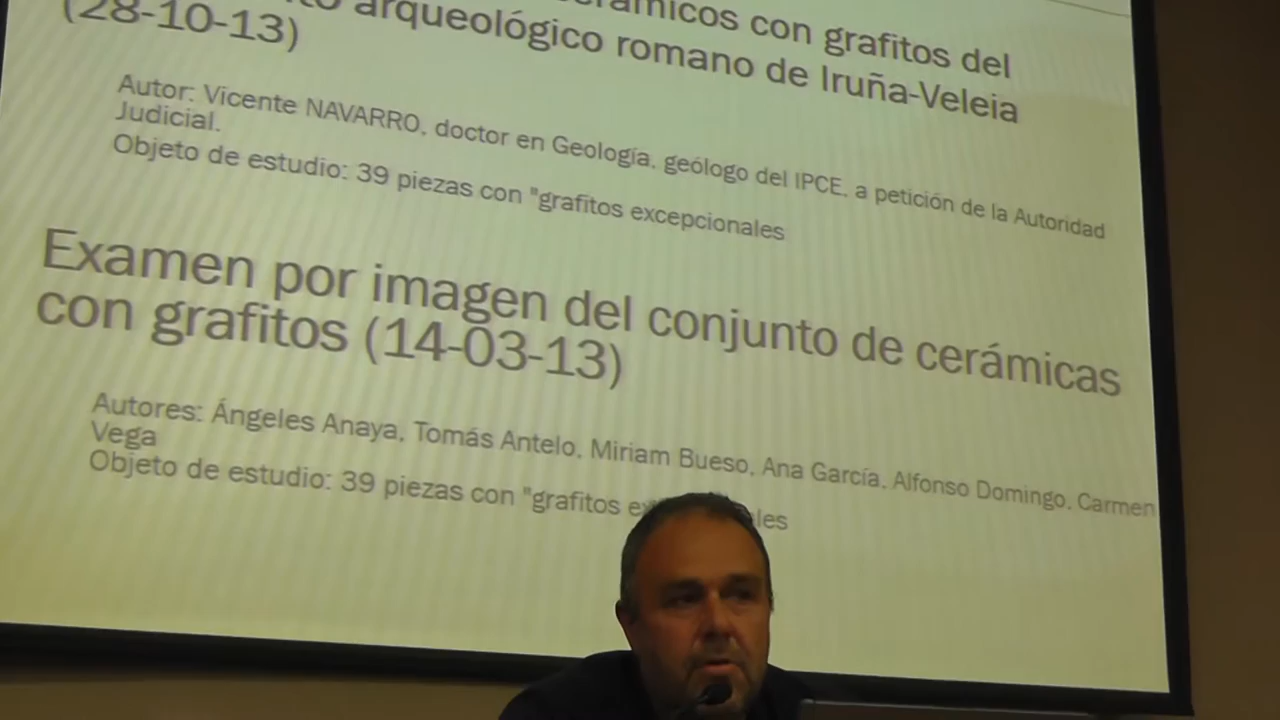 con grafitos del
arqueológico romano de Iruña-Veleia
(28-10-13)
Autor: Vicente NAVARRO, doctor en Geología, geólogo del IPCE, a petición de la Autoridad
Judicial.
Objeto de estudio: 39 piezas con "grafitos excepcionales
Examen por imagen del conjunto de cerámicas
con grafitos (14-03-13)
Autores: Ángeles Anaya, Tomás Antelo, Miriam Bueso, Ana García, Alfonso Domingo, Carmen
Vega
Objeto de estudio: 39 piezas con "grafitos